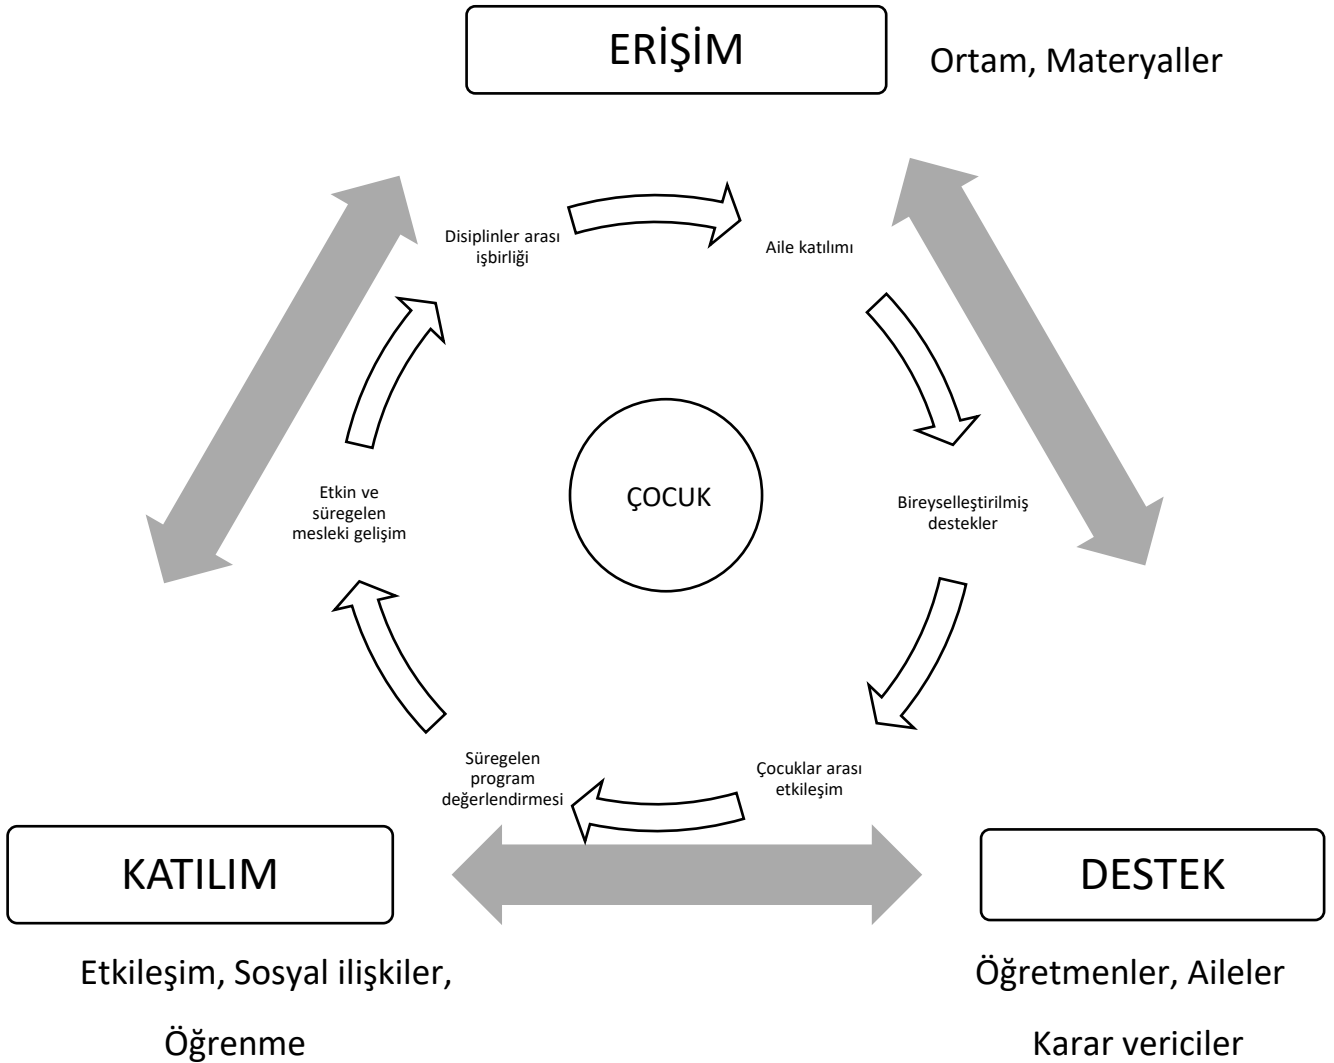 ERİŞİM
Ortam, Materyaller
Disiplinler arası
işbirliği
Aile katılımı
Etkin ve
süregelen
mesleki gelişim
ÇOCUK
Bireyselleştirilmiş
destekler
Süregelen
program
değerlendirmesi
Çocuklar arası
etkileşim
KATILIM
DESTEK
Etkileşim, Sosyal ilişkiler,
Öğrenme
Öğretmenler, Aileler
Karar vericiler